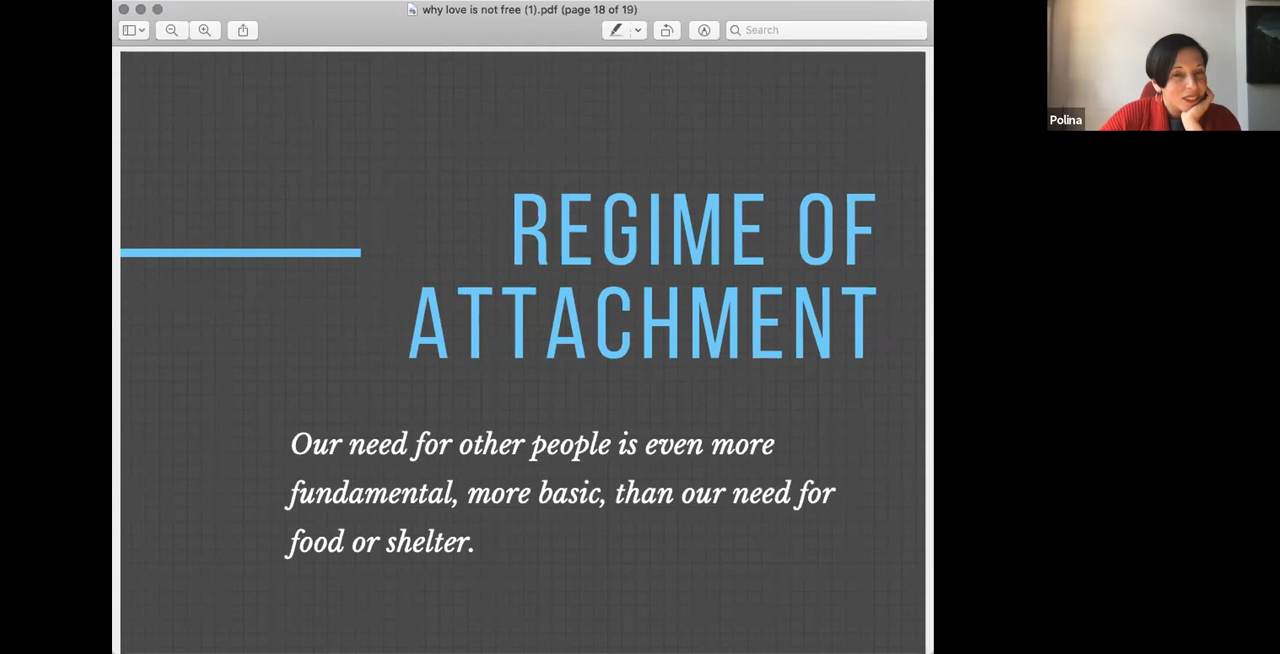 why love is not free (1).pdf (page 18 of 19)
Search
REGIME OF
ATTACHMENT
Our need for other people is even more
fundamental, more basic, than our need for
food or shelter.
Polina